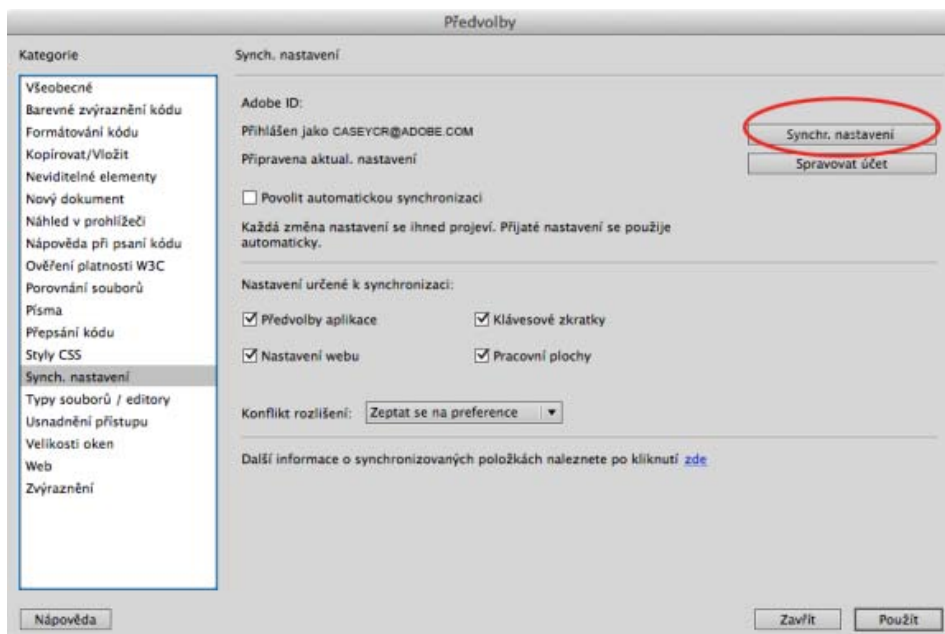 Předvolby
Kategorie
Všeobecné
Barevné zvýraznění kódu
Formátování kódu
Kopírovat/Vložit
Neviditelné elementy
Nový dokument
Náhled v prohlížeči
Nápověda při psaní kódu
Ověření platnosti W3C
Porovnání souborů
Písma
Přepsání kódu
Styly CSS
Synch. nastavení
Typy souborů / editory
Usnadnění přístupu
Velikosti oken
Web
Zvýraznění
Synch. nastavení
Adobe ID:
Přihlášen jako CASEYCR@ADOBE.COM
Synchr. nastavení
Připravena aktual. nastavení
Spravovat účet
Povolit automatickou synchronizaci
Každá změna nastavení se ihned projeví. Přijaté nastavení se použije
automaticky.
Nastavení určené k synchronizaci:
Předvolby aplikace
Klávesové zkratky
Nastavení webu
Pracovní plochy
Konflikt rozlišení: Zeptat se na preference
Další informace o synchronizovaných položkách naleznete po kliknutí zde
Nápověda
Zavřít
Použít